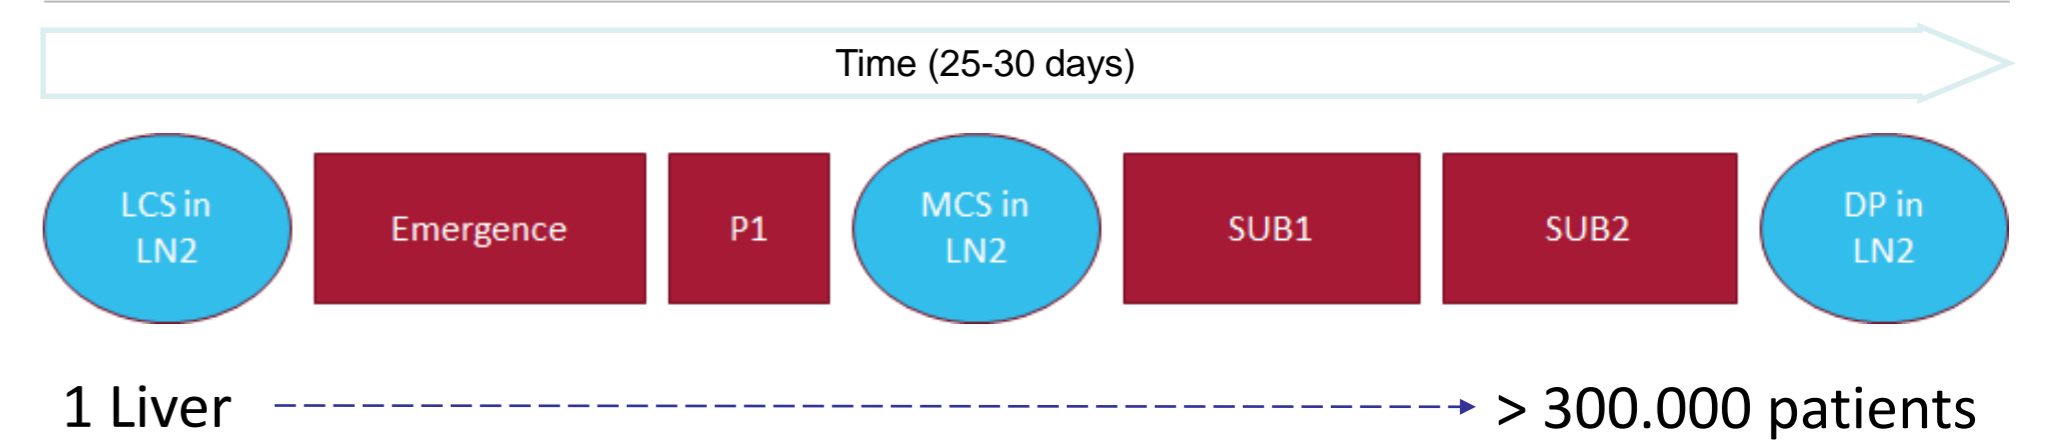 Time (25-30 days)
LCS in
LN2
Emergence
P1
MCS in
LN2
SUB1
SUB2
DP in
LN2
1 Liver
> 300.000 patients